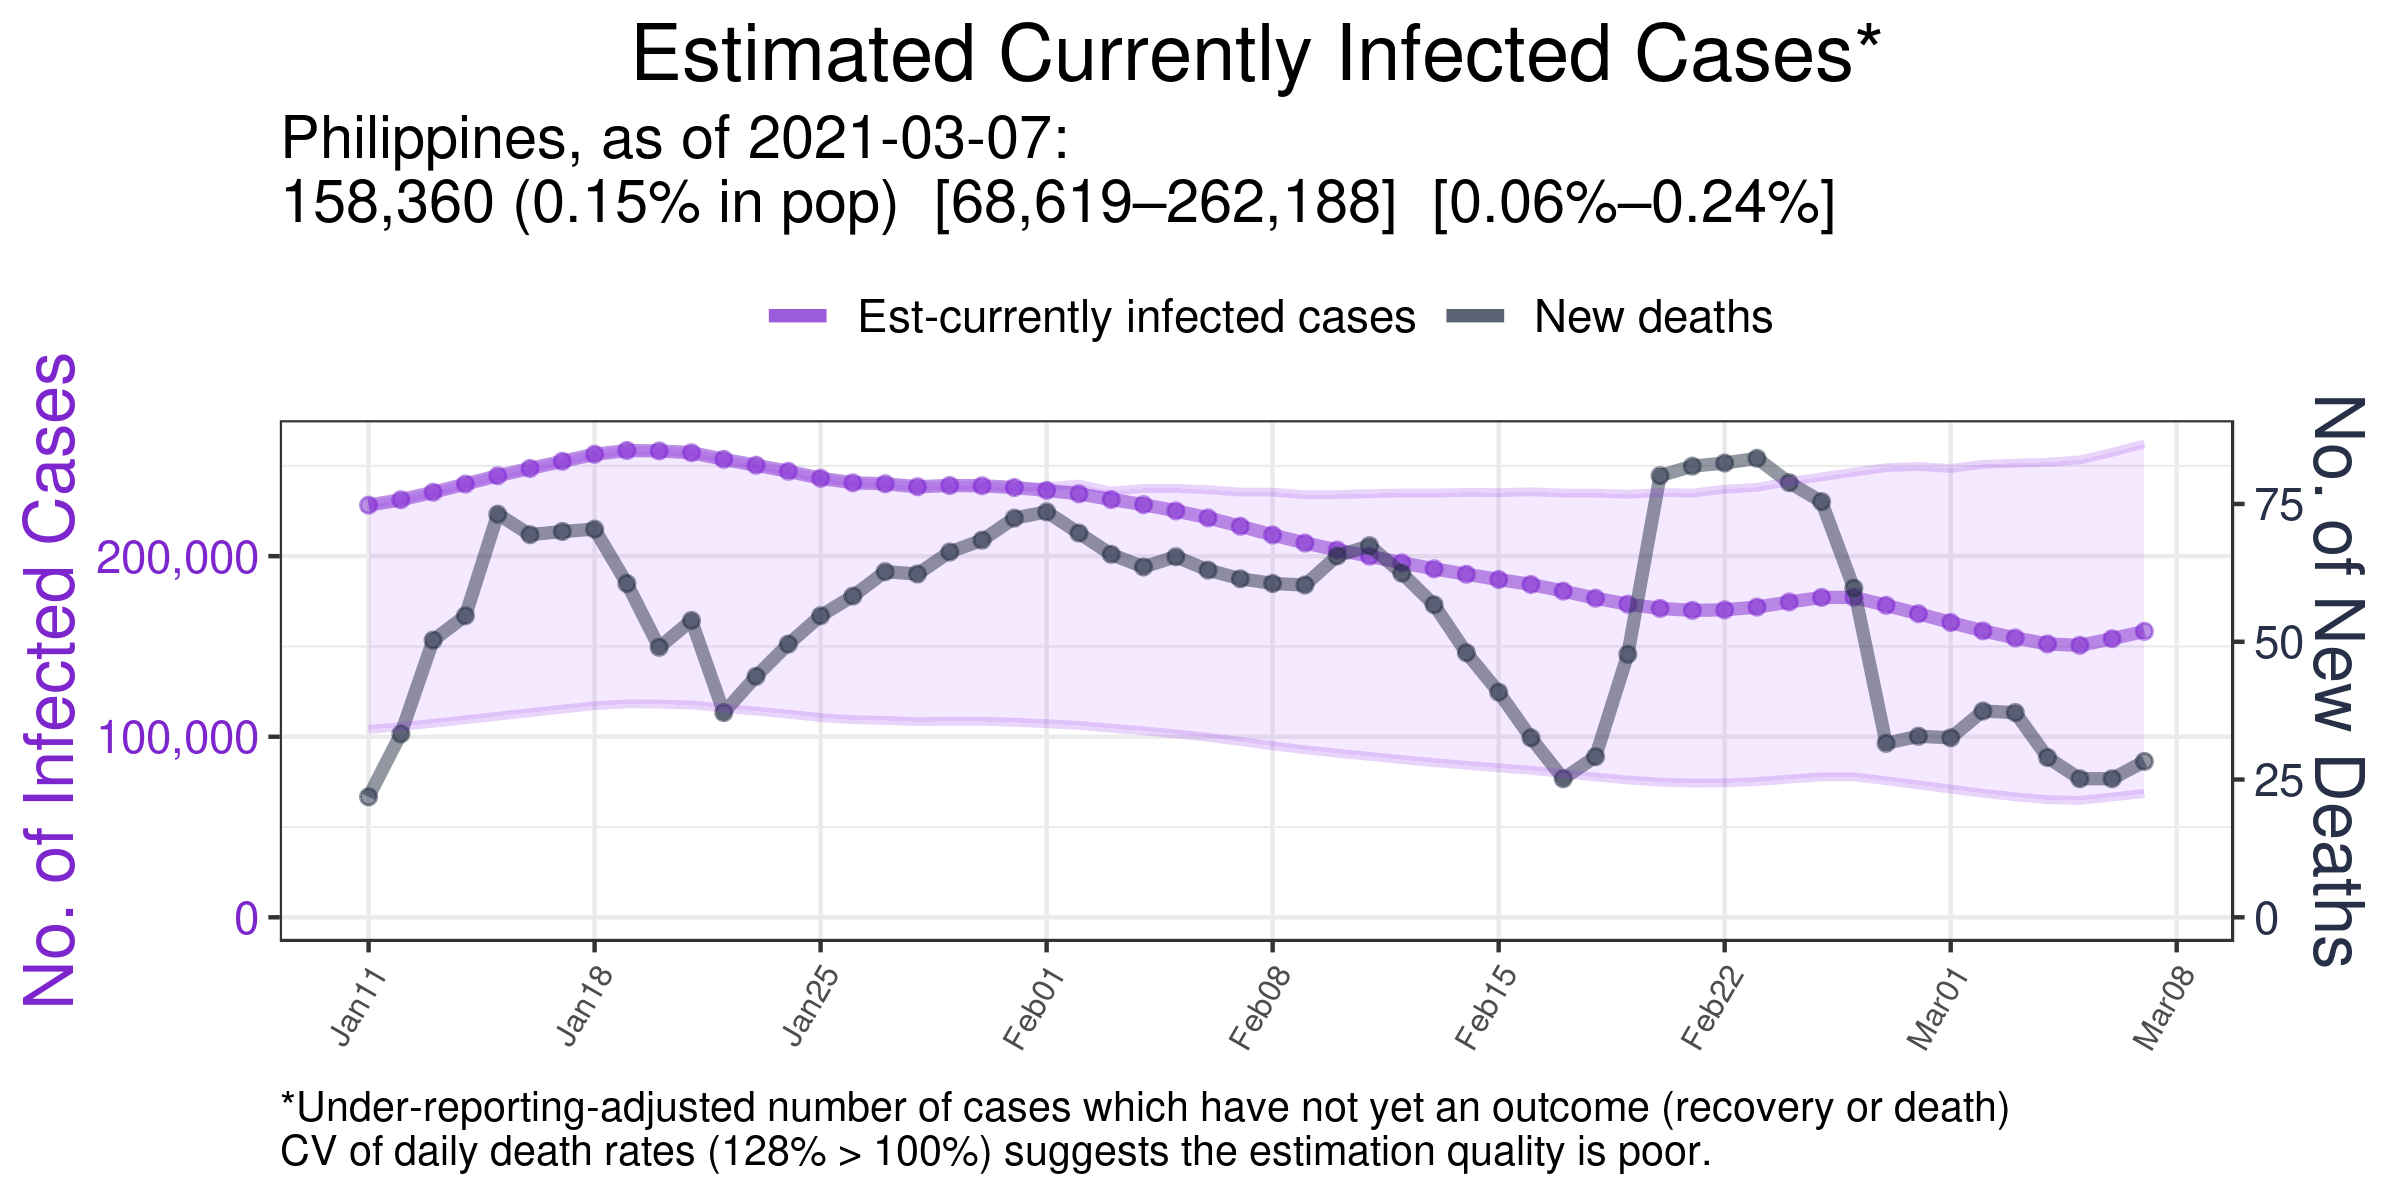 Estimated Currently Infected Cases*
Philippines, as of 2021-03-07:
158,360 (0.15% in pop)  [68,619–262,188]  [0.06%–0.24%]
Est-currently infected cases
New deaths
No. of Infected Cases
200,000
100,000
0
75
50
25
0
No. of New Deaths
Jan11
Jan18
Jan25
Feb01
Feb08
Feb15
Feb22
Mar01
Mar08
*Under-reporting-adjusted number of cases which have not yet an outcome (recovery or death)
CV of daily death rates (128% > 100%) suggests the estimation quality is poor.